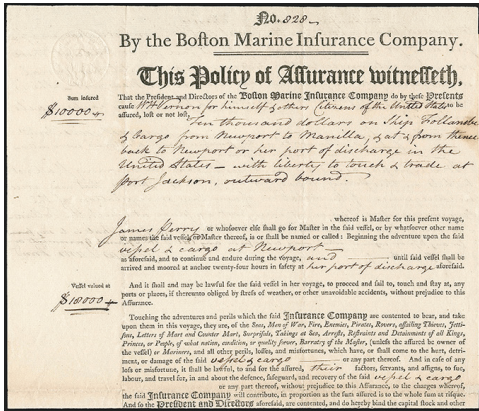 No. 828
By the Boſton Marine Inſurance Company.
This Policy of Aſſurance witneſſeth,
Sum inſured
$10000
That the Preſident and Directors of the Boſton Marine Inſurance Company do by theſe Preſents
cauſe Wm Vernon for himſelf & others Citizens of the United States to be
aſſured, loſt or not loſt, Ten thousand dollars on Ship
& Cargo from Newport to Manilla, & at & from thence
back to Newport or her port of discharge in the
United States – with liberty to touch & trade at
Port Jackson, outward bound.
James Perry whereof is Maſter for this preſent voyage,
or whoſoever elſe ſhall go for Maſter in the ſaid veſſel, or by whatſoever other name
or names the ſaid veſſel, or Maſter thereof, is or ſhall be named or called: Beginning the adventure upon the ſaid
vessel & cargo at Newport
as aforeſaid, and to continue and endure during the voyage, and until ſaid veſſel ſhall be
arrived and moored at anchor twenty-four hours in ſafety at her port of discharge aforeſaid.
Veſſel valued at
$18000
And it ſhall and may be lawful for the ſaid veſſel in her voyage, to proceed and ſail to, touch and ſtay at, any
ports or places, if thereunto obliged by ſtreſs of weather, or other unavoidable accidents, without prejudice to this
Aſſurance.
Touching the adventures and perils which the ſaid Inſurance Company are contented to bear, and take
upon them in this voyage, they are, of the Seas, Men of War, Fire, Enemies, Pirates, Rovers, aſſailing Thieves, Jettiſons,
Letters of Mart and Counter Mart, Surpriſals, Takings at Sea, Arreſts, Reſtraints and Detainments of all Kings,
Princes, or People, of what nation, condition, or quality ſoever, Barratry of the Maſter, (unleſs the aſſured be owner
of the veſſel) or Mariners, and all other perils, loſſes, and misfortunes, which have, or ſhall come to the hurt, detriment,
or damage of the ſaid vessel & cargo or any part thereof. And in caſe of any
loſs or misfortune, it ſhall be lawful, to and for the aſſured, their factors, ſervants, and aſſigns, to ſue,
labour, and travel for, in and about the defence, ſafeguard, and recovery of the ſaid vessel & cargo
or any part thereof, without prejudice to this Aſſurance, to the charges whereof, the
ſaid Inſurance Company will contribute, in proportion as the ſum aſſured is to the whole ſum at riſque.
And ſo the Preſident and Directors aforeſaid, are contented, and do hereby bind the capital ſtock and other